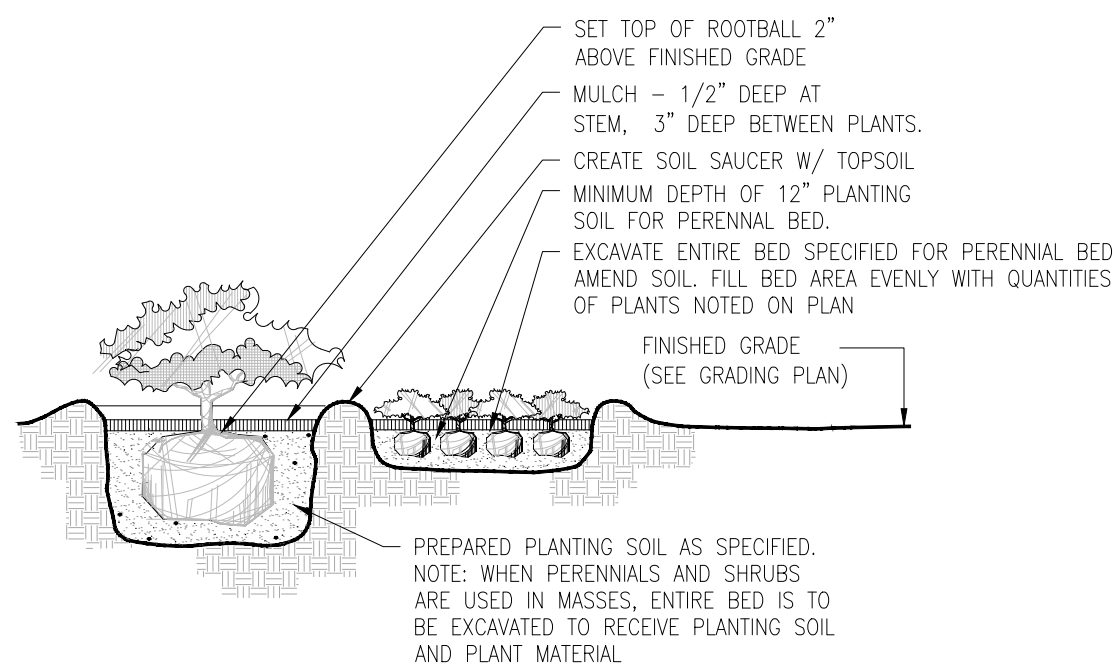 SET TOP OF ROOTBALL 2"
ABOVE FINISHED GRADE
MULCH – 1/2" DEEP AT
STEM, 3" DEEP BETWEEN PLANTS.
CREATE SOIL SAUCER W/ TOPSOIL
MINIMUM DEPTH OF 12" PLANTING
SOIL FOR PERENNAL BED.
EXCAVATE ENTIRE BED SPECIFIED FOR PERENNIAL BED
AMEND SOIL. FILL BED AREA EVENLY WITH QUANTITIES
OF PLANTS NOTED ON PLAN
FINISHED GRADE
(SEE GRADING PLAN)
PREPARED PLANTING SOIL AS SPECIFIED.
NOTE: WHEN PERENNIALS AND SHRUBS
ARE USED IN MASSES, ENTIRE BED IS TO
BE EXCAVATED TO RECEIVE PLANTING SOIL
AND PLANT MATERIAL